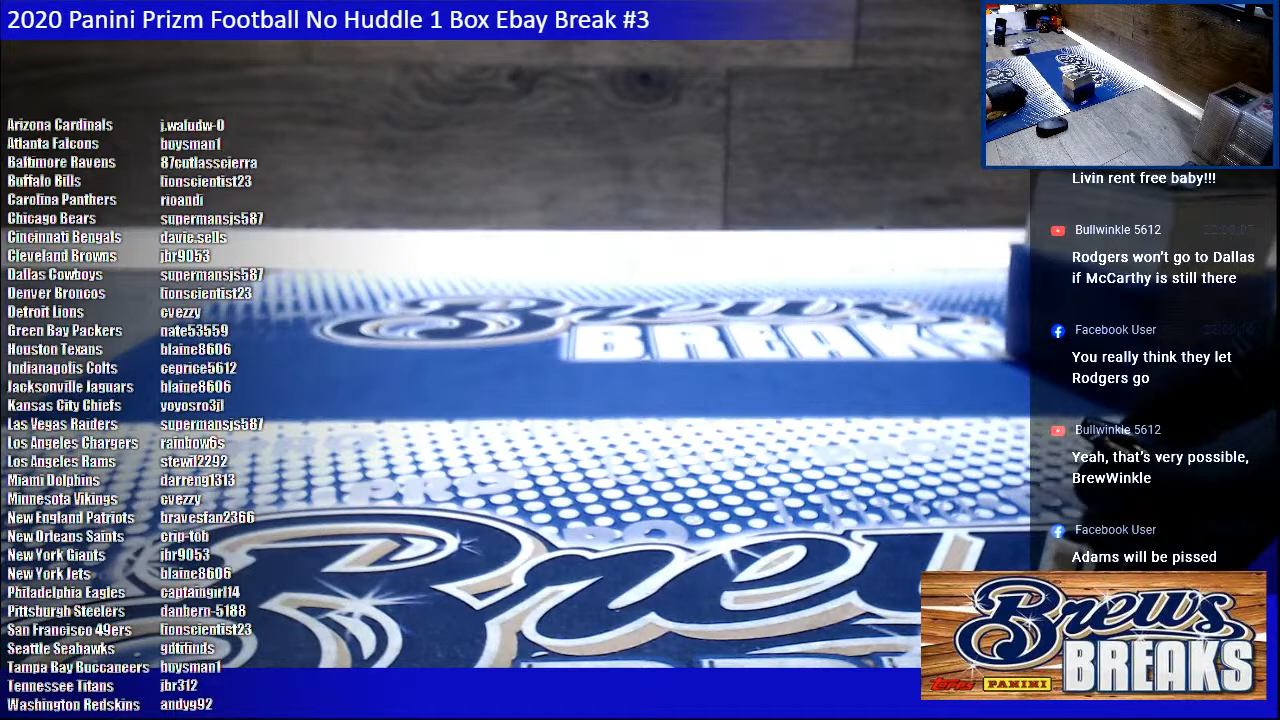 2020 Panini Prizm Football No Huddle 1 Box Ebay Break #3
Arizona Cardinals j.waludw-0
Atlanta Falcons buysman1
Baltimore Ravens 87cutlasscierra
Buffalo Bills lionscientist23
Carolina Panthers rioandi
Chicago Bears supermansjs587
Cincinnati Bengals davie.sells
Cleveland Browns jbr9053
Dallas Cowboys supermansjs587
Denver Broncos lionscientist23
Detroit Lions cvezzy
Green Bay Packers nate53559
Houston Texans blaine8606
Indianapolis Colts ceprice5612
Jacksonville Jaguars blaine8606
Kansas City Chiefs yoyosro3jl
Las Vegas Raiders supermansjs587
Los Angeles Chargers rainbow6s
Los Angeles Rams stewil2292
Miami Dolphins darreng1313
Minnesota Vikings cvezzy
New England Patriots bravesfan2366
New Orleans Saints crip-tob
New York Giants jbr9053
New York Jets blaine8606
Philadelphia Eagles captaingirl14
Pittsburgh Steelers danbern-5188
San Francisco 49ers lionscientist23
Seattle Seahawks gdtifinds
Tampa Bay Buccaneers buysman1
Tennessee Titans jbr312
Washington Redskins andyg92
Brews
BREAKS
Livin rent free baby!!!
Bullwinkle 5612
Rodgers won't go to Dallas
if McCarthy is still there
Facebook User
You really think they let
Rodgers go
Bullwinkle 5612
Yeah, that's very possible,
BrewWinkle
Facebook User
Adams will be pissed
Brews
BREAKS
Topps PANINI